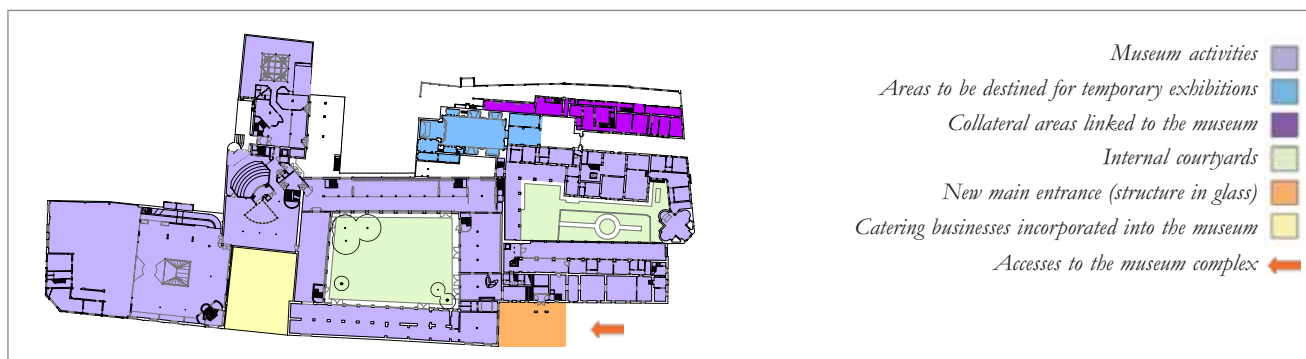 Museum activities
Areas to be destined for temporary exhibitions
Collateral areas linked to the museum
Internal courtyards
New main entrance (structure in glass)
Catering businesses incorporated into the museum
Accesses to the museum complex